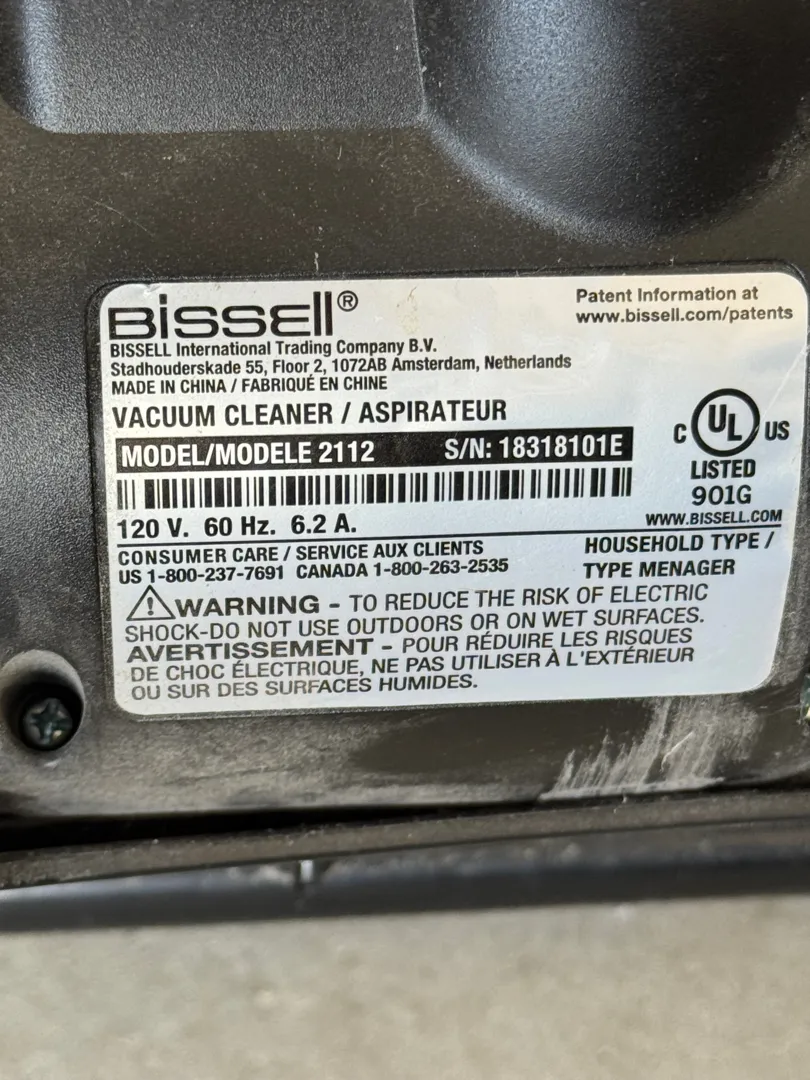 BISSELL®
Patent Information at
www.bissell.com/patents
BISSELL International Trading Company B.V.
Stadhouderskade 55, Floor 2, 1072AB Amsterdam, Netherlands
MADE IN CHINA / FABRIQUÉ EN CHINE
VACUUM CLEANER / ASPIRATEUR
MODEL/MODELE 2112 S/N: 18318101E
C UL US
LISTED
901G
120 V. 60 Hz. 6.2 A.
WWW.BISSELL.COM
CONSUMER CARE / SERVICE AUX CLIENTS
US 1-800-237-7691 CANADA 1-800-263-2535
HOUSEHOLD TYPE /
TYPE MENAGER
WARNING - TO REDUCE THE RISK OF ELECTRIC
SHOCK-DO NOT USE OUTDOORS OR ON WET SURFACES.
AVERTISSEMENT - POUR RÉDUIRE LES RISQUES
DE CHOC ÉLECTRIQUE, NE PAS UTILISER À L'EXTÉRIEUR
OU SUR DES SURFACES HUMIDES.